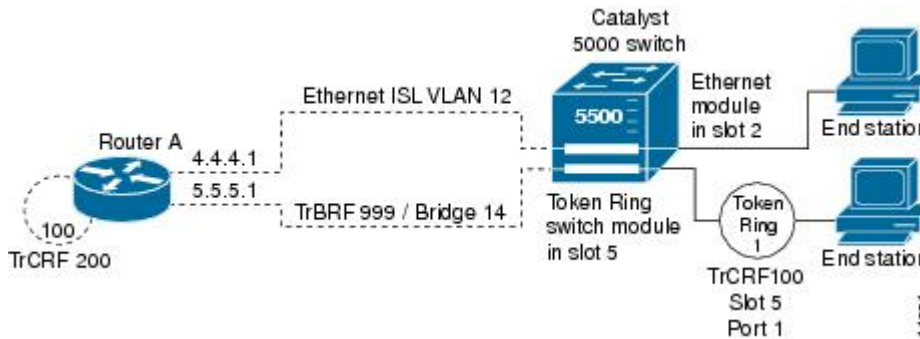 Catalyst
5000 switch
Ethernet ISL VLAN 12
Ethernet
module
in slot 2
5500
End station
Router A
4.4.4.1
5.5.5.1
TrBRF 999 / Bridge 14
Token Ring
switch module
in slot 5
Token
Ring
1
End station
100
TrCRF 200
TrCRF100
Slot 5
Port 1